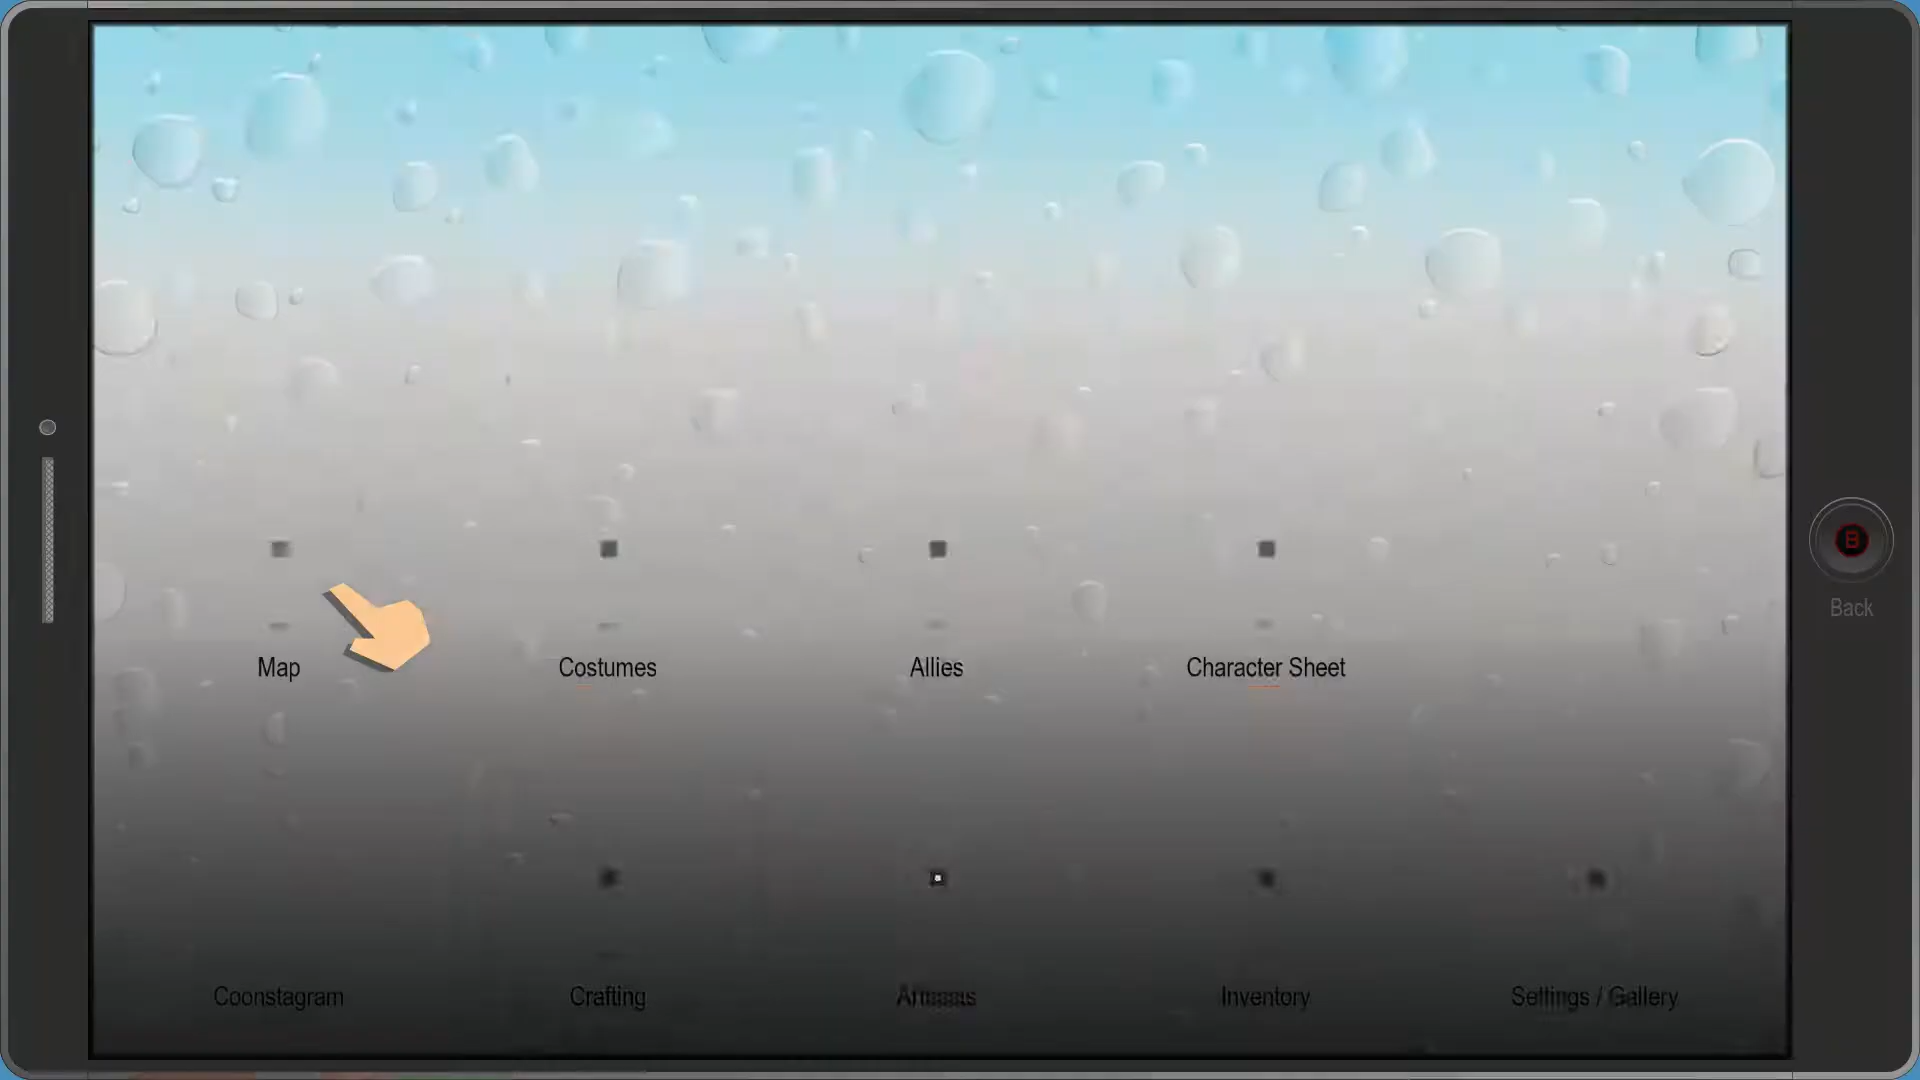 B
Back
Map
Costumes
Allies
Character Sheet
Coonstagram
Crafting
Inventory
Settings / Gallery